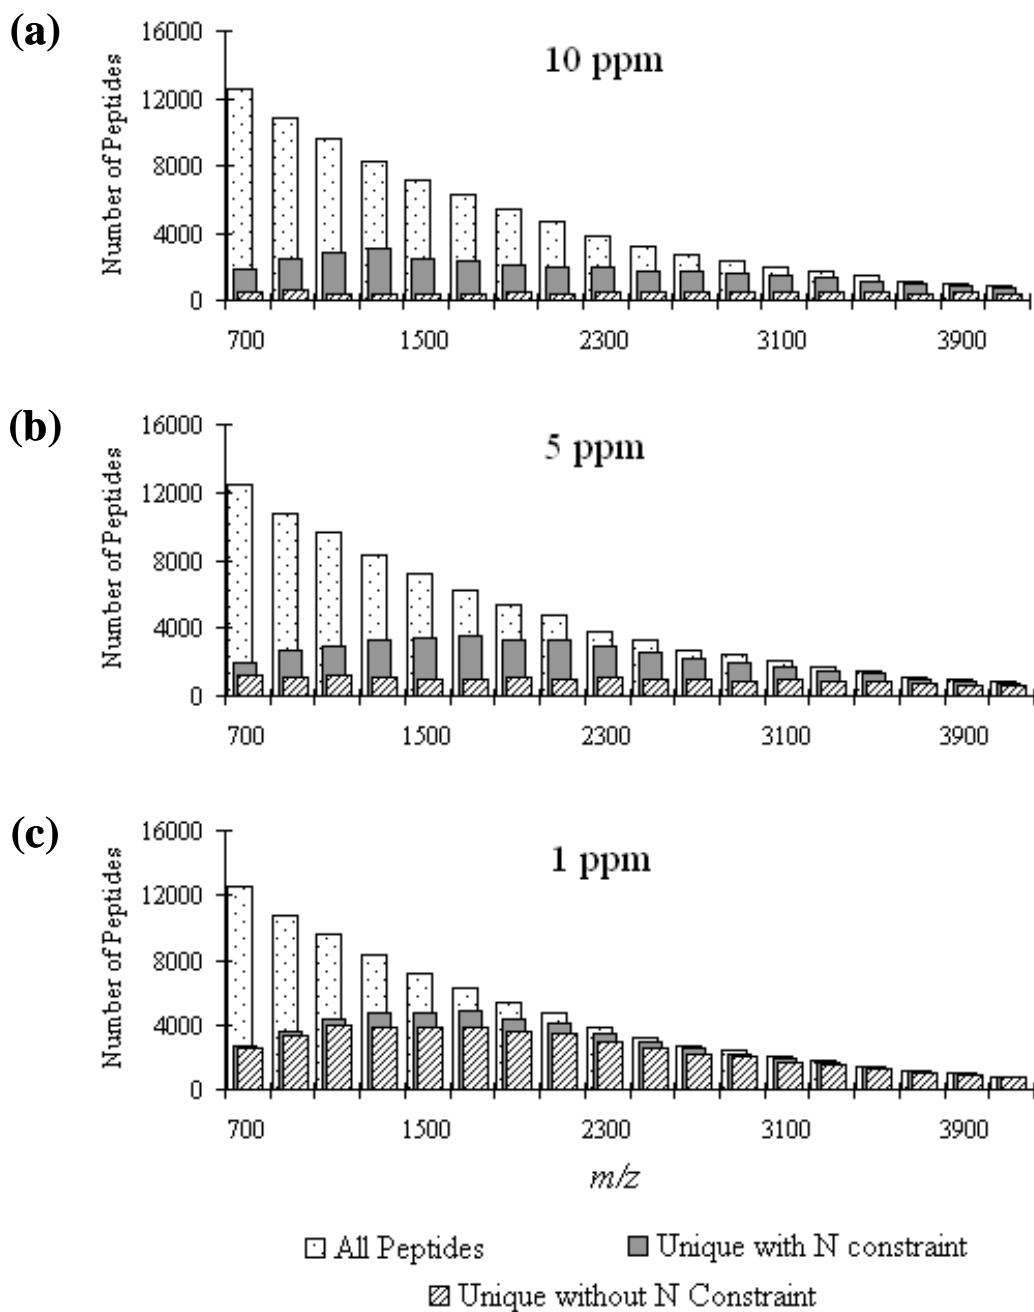 (a)
10 ppm
Number of Peptides
16000
12000
8000
4000
0
700 1500 2300 3100 3900
(b)
5 ppm
Number of Peptides
16000
12000
8000
4000
0
700 1500 2300 3100 3900
(c)
1 ppm
Number of Peptides
16000
12000
8000
4000
0
700 1500 2300 3100 3900
m/z
All Peptides Unique with N constraint
Unique without N Constraint